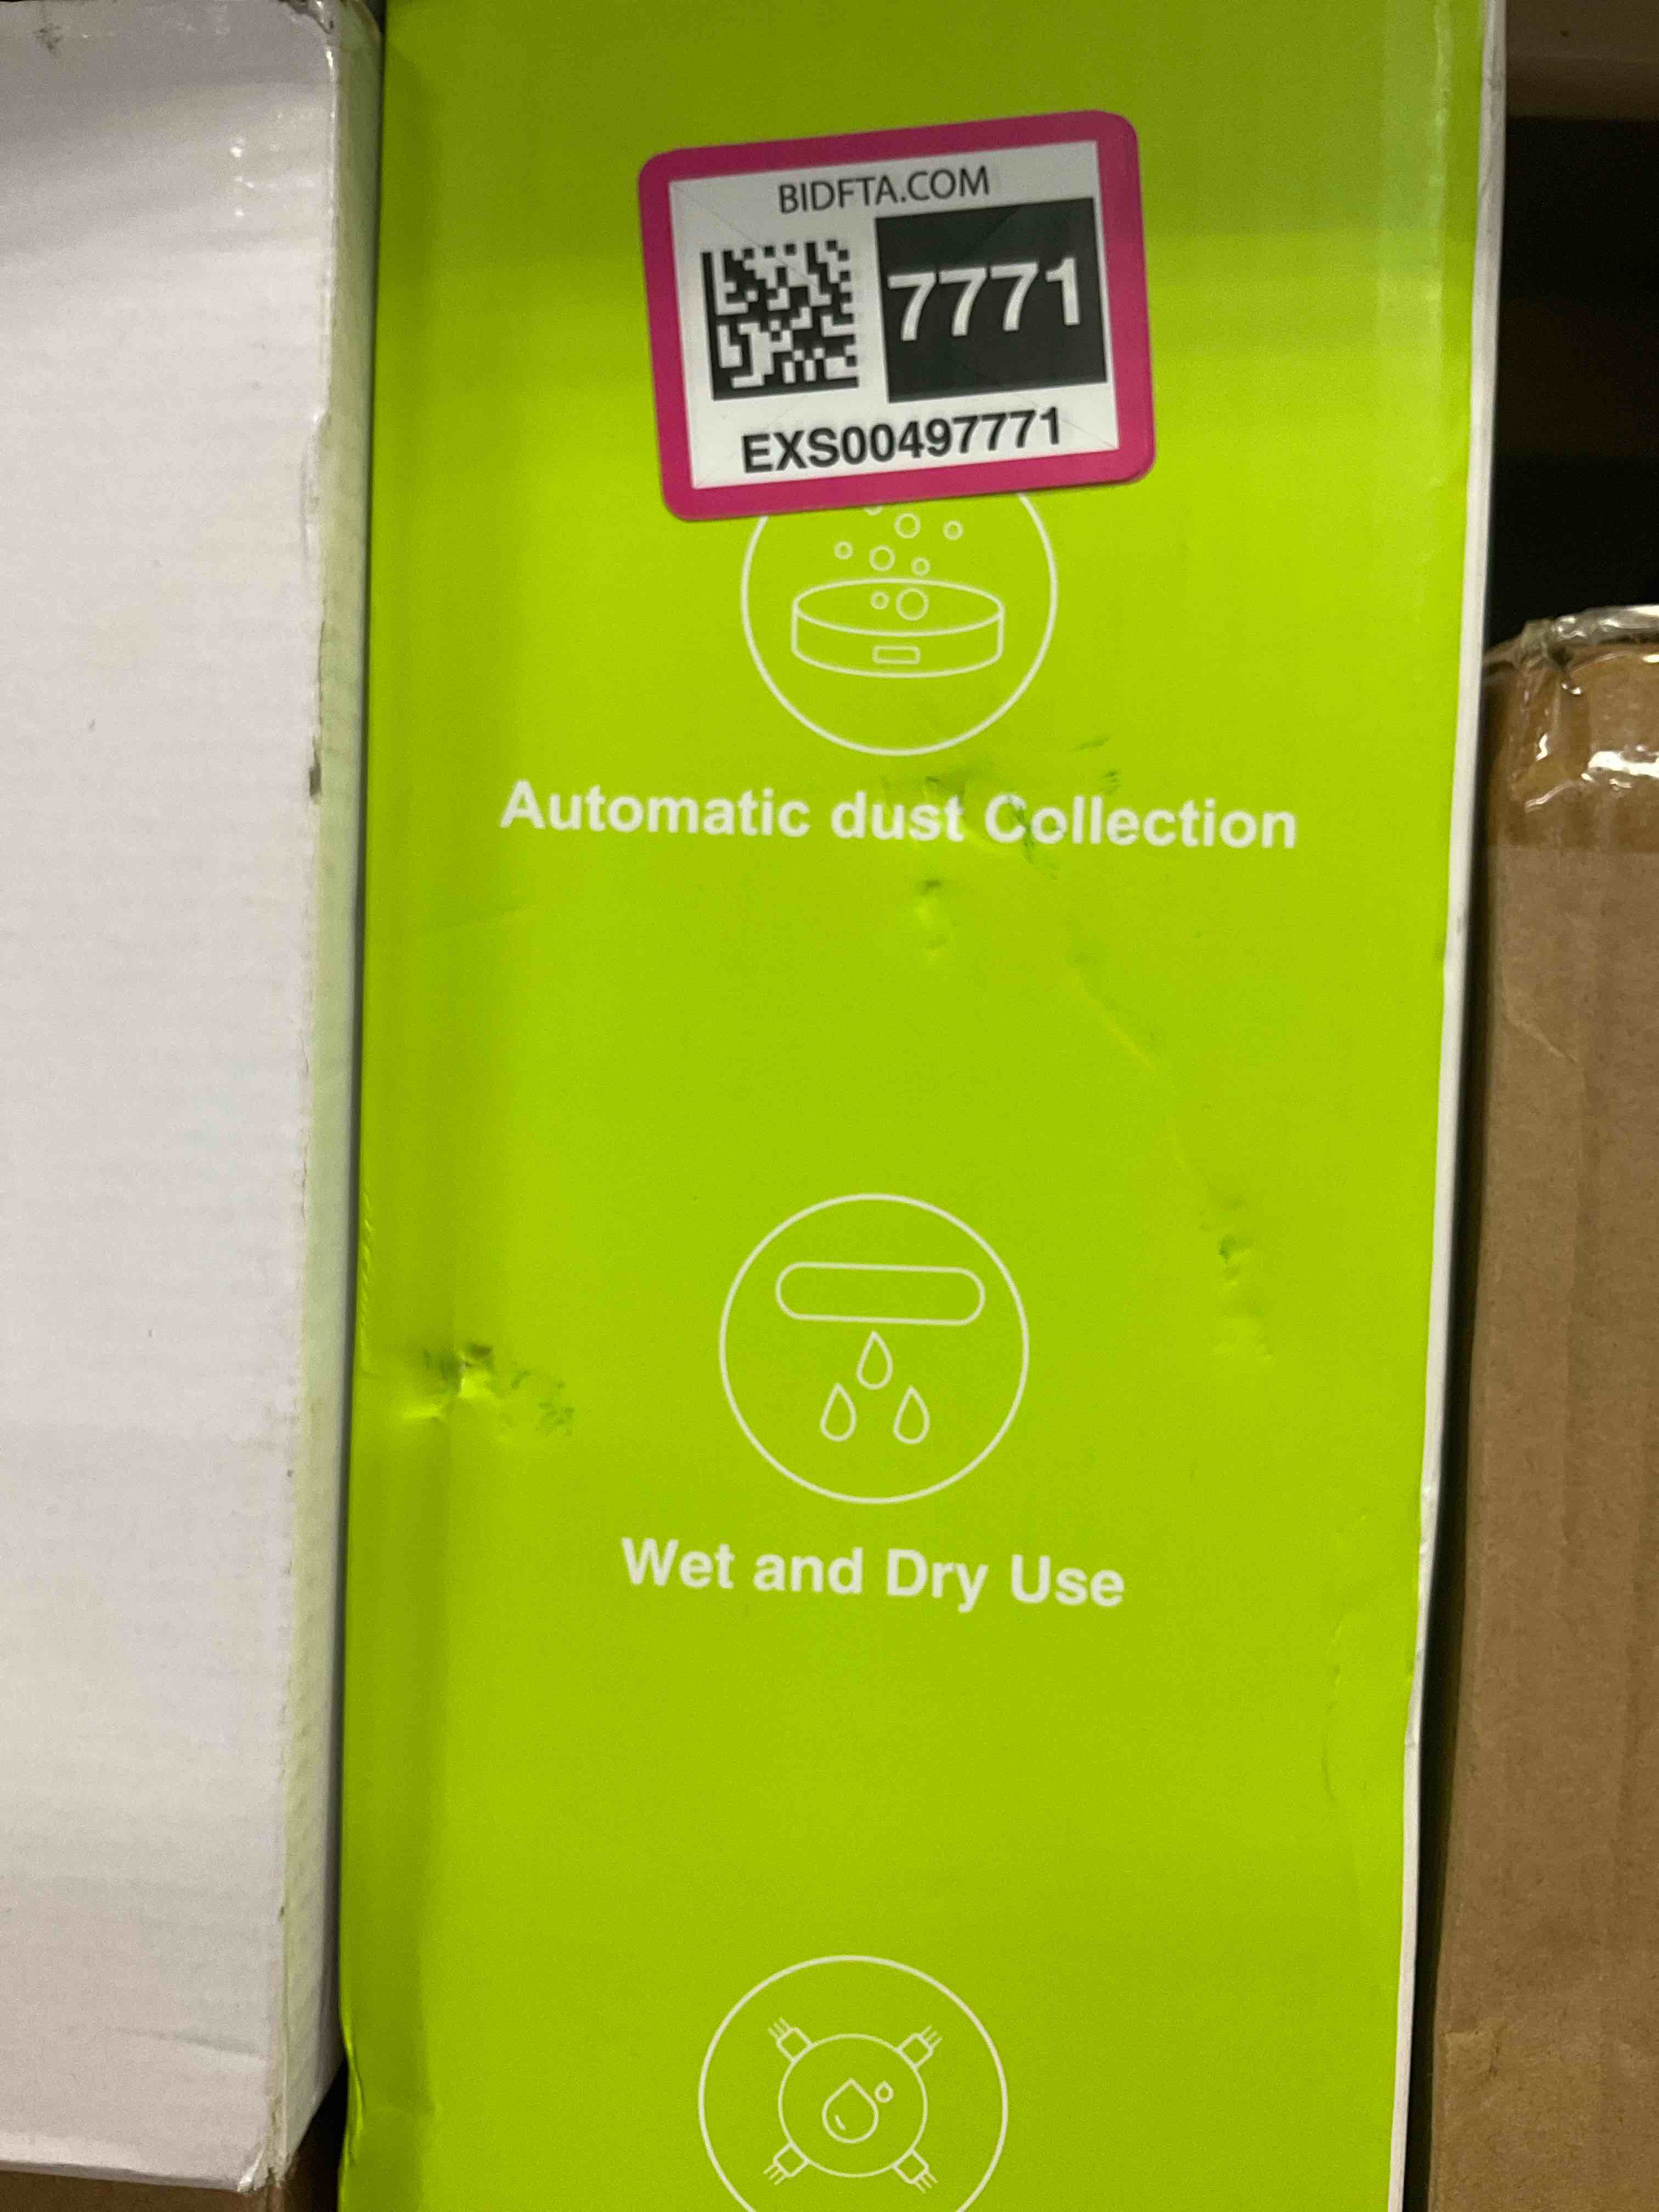 BIDFTA.COM
7771
EXS00497771
Automatic dust Collection
Wet and Dry Use